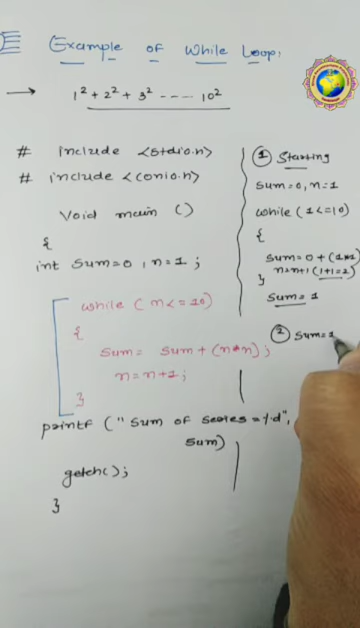 Example of While Loop,
→ 1² + 2² + 3² ---- 10²
# include <stdio.h>
# include <conio.h>
Void main ()
{
int Sum=0, n=1;
while (n<=10)
{
Sum= Sum + (n*n);
n=n+1;
}
printf ("Sum of Series=%d",
Sum)
getch();
}
① Starting
Sum=0, n=1
while (1<=10)
{
Sum= 0 + (1*1)
n=n+1 (1+1=2)
}
Sum= 1
② Sum=1